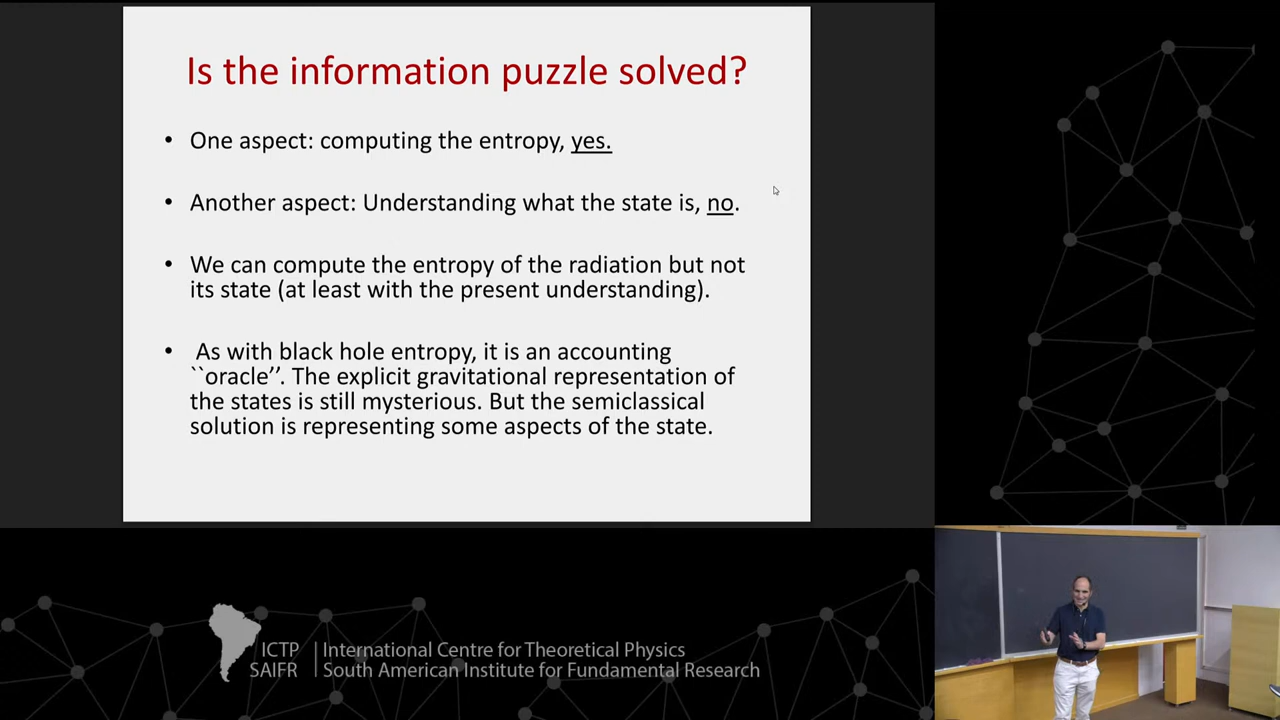 Is the information puzzle solved?
• One aspect: computing the entropy, yes.
• Another aspect: Understanding what the state is, no.
• We can compute the entropy of the radiation but not
its state (at least with the present understanding).
• As with black hole entropy, it is an accounting
``oracle’’. The explicit gravitational representation of
the states is still mysterious. But the semiclassical
solution is representing some aspects of the state.
ICTP
SAIFR
International Centre for Theoretical Physics
South American Institute for Fundamental Research